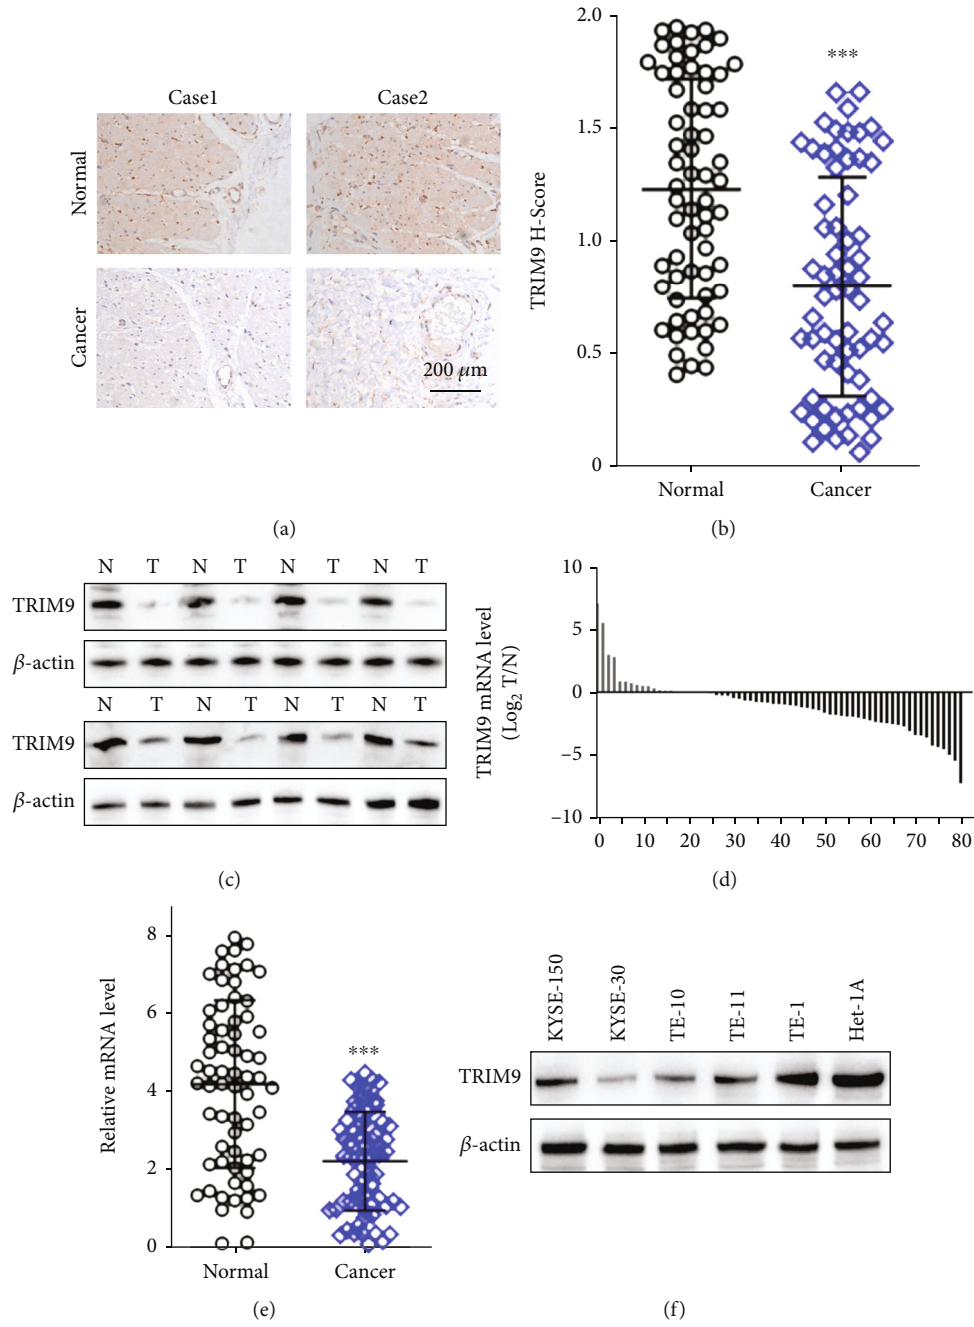 Case1 Case2
Normal
Cancer
200 μm
(a)
TRIM9 H-Score
2.0
1.5
1.0
0.5
0
***
Normal Cancer
(b)
N T N T N T N T
TRIM9
β-actin
N T N T N T N T
TRIM9
β-actin
(c)
TRIM9 mRNA level
(Log₂ T/N)
10
5
0
−5
−10
0 10 20 30 40 50 60 70 80
(d)
Relative mRNA level
8
6
4
2
0
***
Normal Cancer
(e)
KYSE-150 KYSE-30 TE-10 TE-11 TE-1 Het-1A
TRIM9
β-actin
(f)